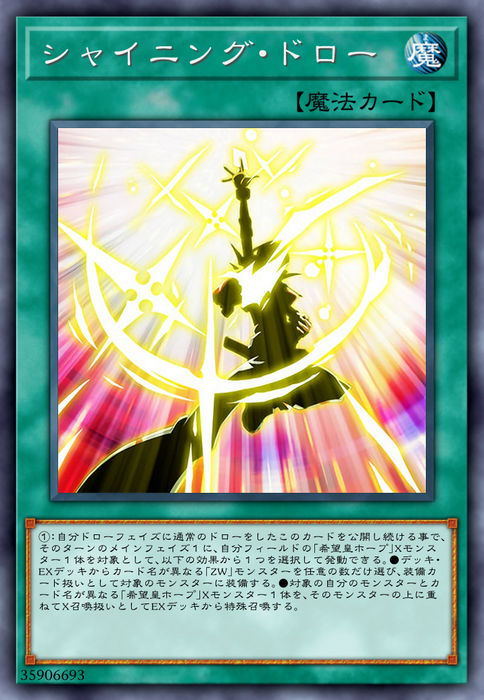 シャイニング・ドロー
魔
【魔法カード】
①:自分ドローフェイズに通常のドローをしたこのカードを公開し続ける事で、
そのターンのメインフェイズ1に、自分フィールドの「希望皇ホープ」Xモンス
ター1体を対象として、以下の効果から1つを選択して発動できる。●デッキ・
EXデッキからカード名が異なる「ZW」モンスターを任意の数だけ選び、装備カ
ード扱いとして対象のモンスターに装備する。●対象の自分のモンスターとカ
ード名が異なる「希望皇ホープ」Xモンスター1体を、そのモンスターの上に重
ねてX召喚扱いとしてEXデッキから特殊召喚する。
35906693